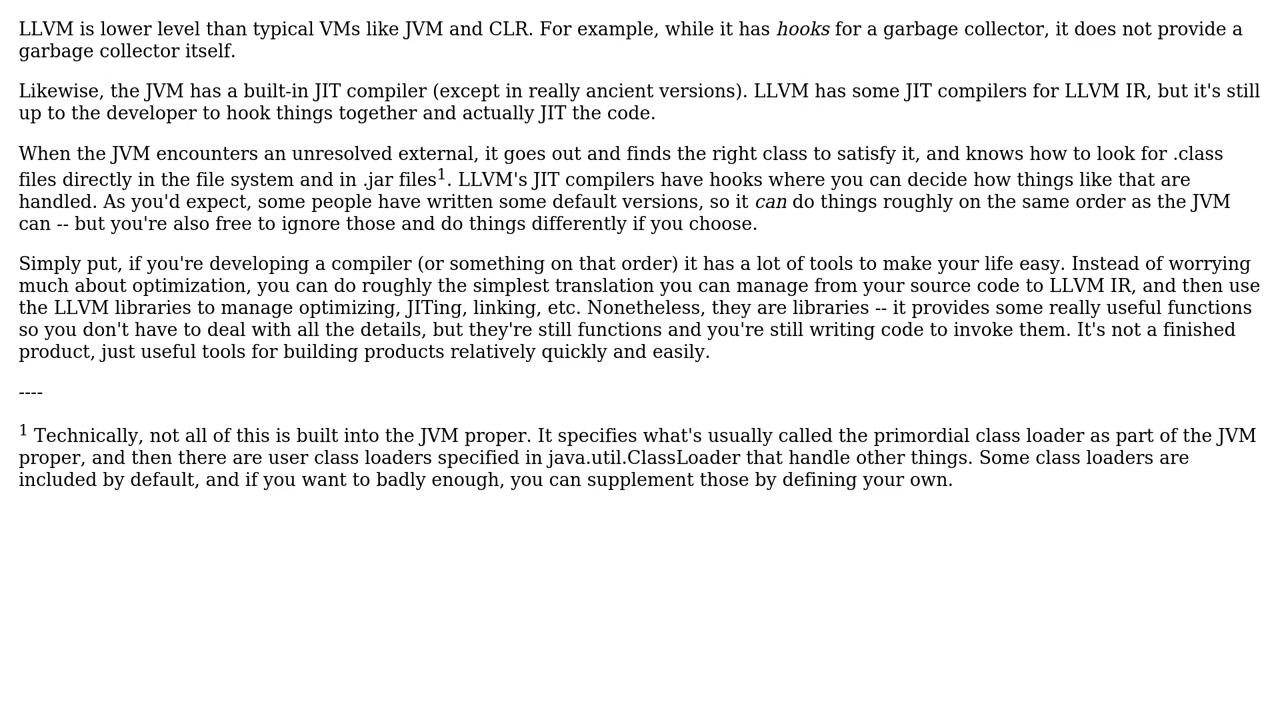 LLVM is lower level than typical VMs like JVM and CLR. For example, while it has hooks for a garbage collector, it does not provide a
garbage collector itself.
Likewise, the JVM has a built-in JIT compiler (except in really ancient versions). LLVM has some JIT compilers for LLVM IR, but it's still
up to the developer to hook things together and actually JIT the code.
When the JVM encounters an unresolved external, it goes out and finds the right class to satisfy it, and knows how to look for .class
files directly in the file system and in .jar files1. LLVM's JIT compilers have hooks where you can decide how things like that are
handled. As you'd expect, some people have written some default versions, so it can do things roughly on the same order as the JVM
can -- but you're also free to ignore those and do things differently if you choose.
Simply put, if you're developing a compiler (or something on that order) it has a lot of tools to make your life easy. Instead of worrying
much about optimization, you can do roughly the simplest translation you can manage from your source code to LLVM IR, and then use
the LLVM libraries to manage optimizing, JITing, linking, etc. Nonetheless, they are libraries -- it provides some really useful functions
so you don't have to deal with all the details, but they're still functions and you're still writing code to invoke them. It's not a finished
product, just useful tools for building products relatively quickly and easily.
----
1 Technically, not all of this is built into the JVM proper. It specifies what's usually called the primordial class loader as part of the JVM
proper, and then there are user class loaders specified in java.util.ClassLoader that handle other things. Some class loaders are
included by default, and if you want to badly enough, you can supplement those by defining your own.